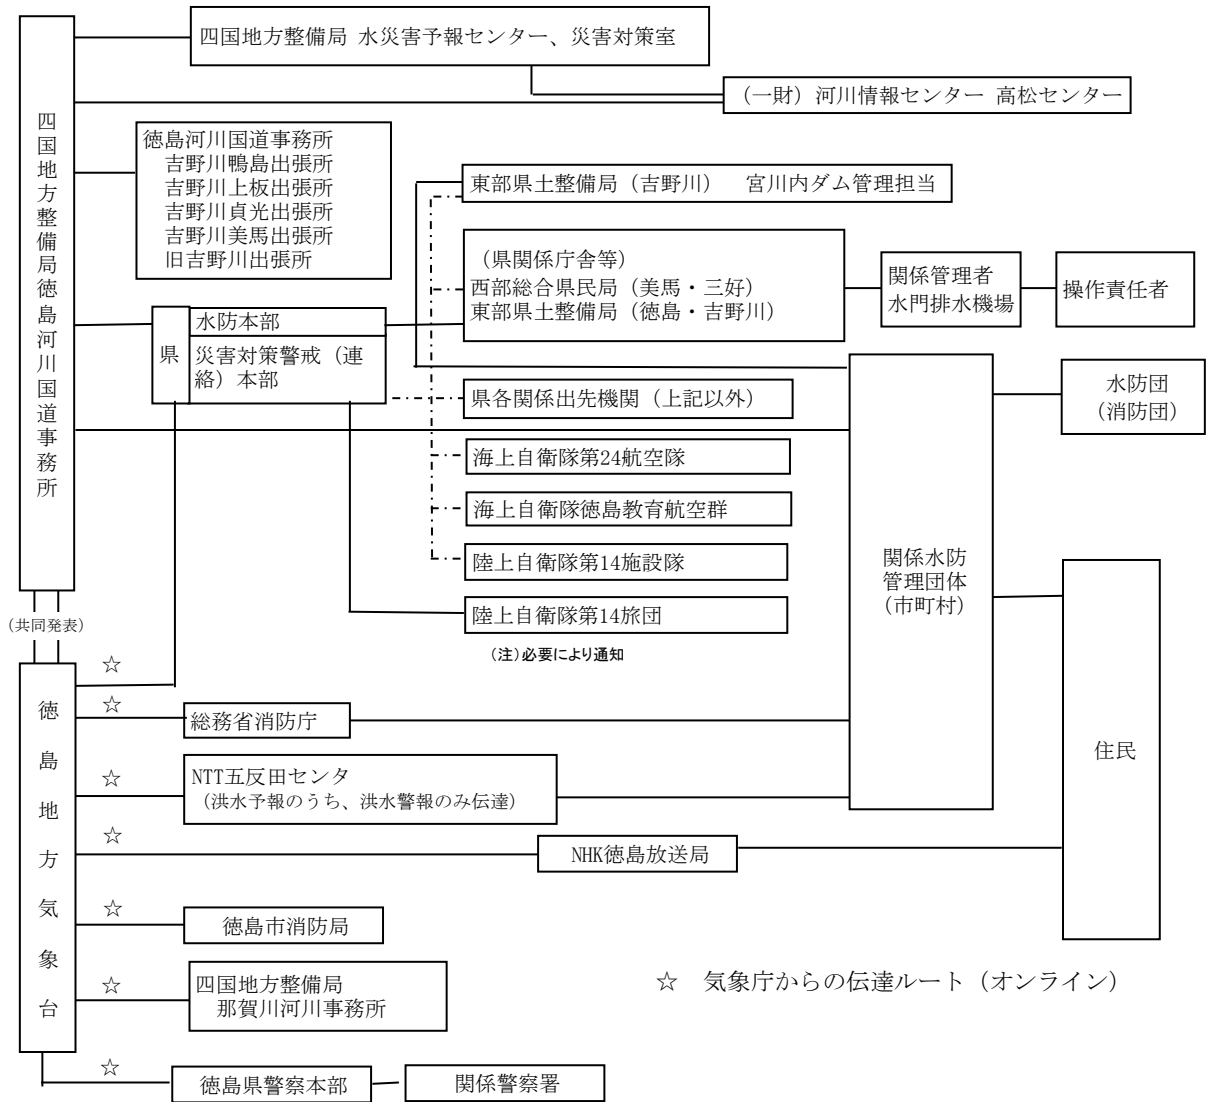 四国地方整備局 水災害予報センター、災害対策室
(一財)河川情報センター 高松センター
四国地方整備局徳島河川国道事務所
徳島河川国道事務所
吉野川鴨島出張所
吉野川上板出張所
吉野川貞光出張所
吉野川美馬出張所
旧吉野川出張所
東部県土整備局(吉野川) 宮川内ダム管理担当
(県関係庁舎等)
西部総合県民局(美馬・三好)
東部県土整備局(徳島・吉野川)
関係管理者
水門排水機場
操作責任者
県
水防本部
災害対策警戒(連
絡)本部
県各関係出先機関(上記以外)
水防団
(消防団)
海上自衛隊第24航空隊
海上自衛隊徳島教育航空群
陸上自衛隊第14施設隊
陸上自衛隊第14旅団
(注)必要により通知
関係水防
管理団体
(市町村)
住民
(共同発表)
徳島地方気象台
☆
☆
総務省消防庁
☆
NTT五反田センタ
(洪水予報のうち、洪水警報のみ伝達)
☆
NHK徳島放送局
☆
徳島市消防局
☆
四国地方整備局
那賀川河川事務所
☆ 気象庁からの伝達ルート(オンライン)
☆
徳島県警察本部
関係警察署